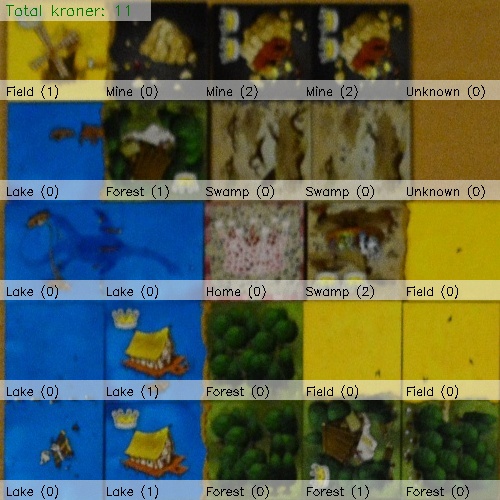 Total kroner: 11
Field (1) Mine (0) Mine (2) Mine (2) Unknown (0)
Lake (0) Forest (1) Swamp (0) Swamp (0) Unknown (0)
Lake (0) Lake (0) Home (0) Swamp (2) Field (0)
Lake (0) Lake (1) Forest (0) Field (0) Field (0)
Lake (0) Lake (1) Forest (0) Forest (1) Forest (0)